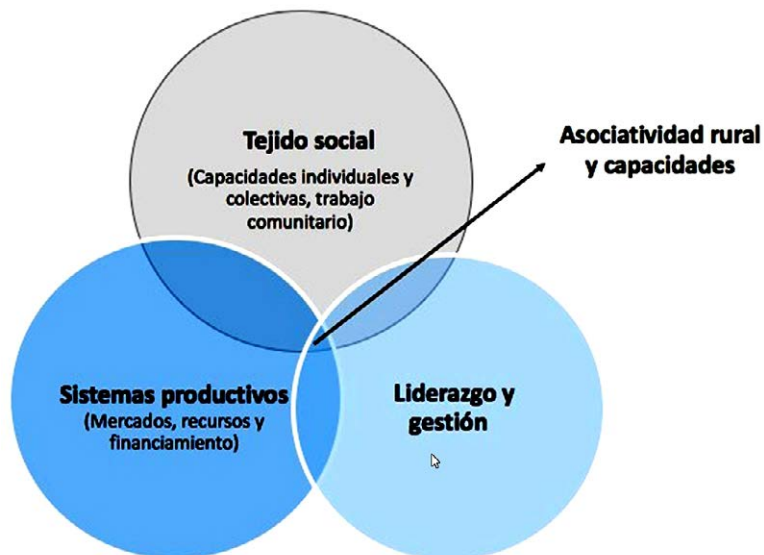 Tejido social
(Capacidades individuales y
colectivas, trabajo
comunitario)
Asociatividad rural
y capacidades
Sistemas productivos
(Mercados, recursos y
financiamiento)
Liderazgo y
gestión